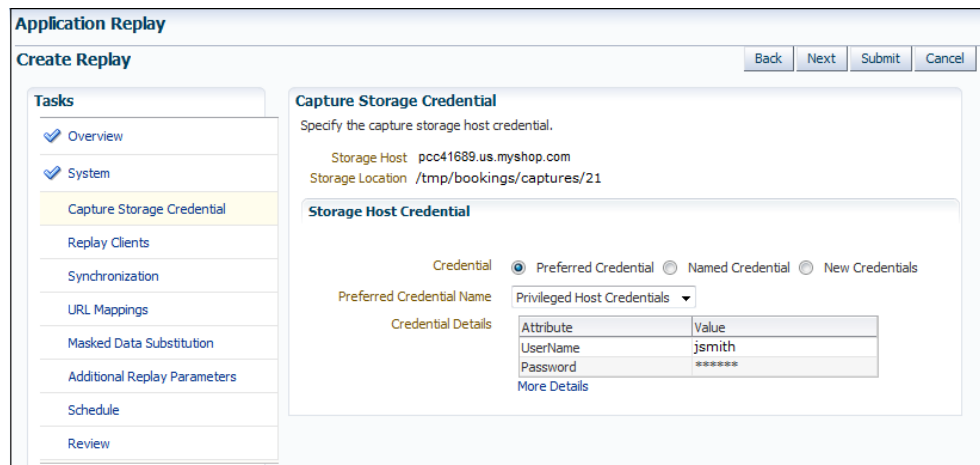 Application Replay
Create Replay
Back Next Submit Cancel
Tasks
Overview
System
Capture Storage Credential
Replay Clients
Synchronization
URL Mappings
Masked Data Substitution
Additional Replay Parameters
Schedule
Review
Capture Storage Credential
Specify the capture storage host credential.
Storage Host pcc41689.us.myshop.com
Storage Location /tmp/bookings/captures/21
Storage Host Credential
Credential Preferred Credential Named Credential New Credentials
Preferred Credential Name Privileged Host Credentials
Credential Details
Attribute Value
UserName jsmith
Password ******
More Details